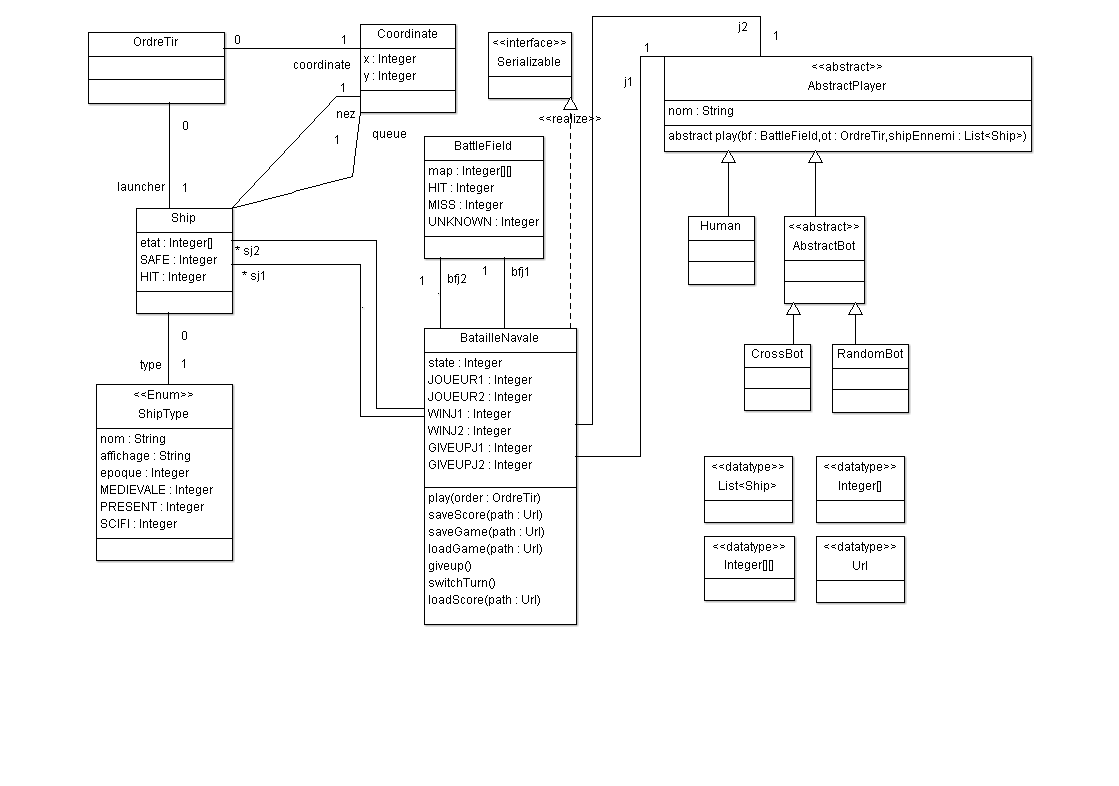 OrdreTir
0
1
coordinate
Coordinate
x : Integer
y : Integer
1
nez
1
queue
0
launcher
1
<<interface>>
Serializable
<<realize>>
j2
1
1
j1
<<abstract>>
AbstractPlayer
nom : String
abstract play(bf : BattleField,ot : OrdreTir,shipEnnemi : List<Ship>)
BattleField
map : Integer[][]
HIT : Integer
MISS : Integer
UNKNOWN : Integer
1
bfj2
1
bfj1
Ship
etat : Integer[]
SAFE : Integer
HIT : Integer
* sj2
* sj1
Human
<<abstract>>
AbstractBot
CrossBot
RandomBot
0
type
1
<<Enum>>
ShipType
nom : String
affichage : String
epoque : Integer
MEDIEVALE : Integer
PRESENT : Integer
SCIFI : Integer
BatailleNavale
state : Integer
JOUEUR1 : Integer
JOUEUR2 : Integer
WINJ1 : Integer
WINJ2 : Integer
GIVEUPJ1 : Integer
GIVEUPJ2 : Integer
play(order : OrdreTir)
saveScore(path : Url)
saveGame(path : Url)
loadGame(path : Url)
giveup()
switchTurn()
loadScore(path : Url)
<<datatype>>
List<Ship>
<<datatype>>
Integer[]
<<datatype>>
Integer[][]
<<datatype>>
Url